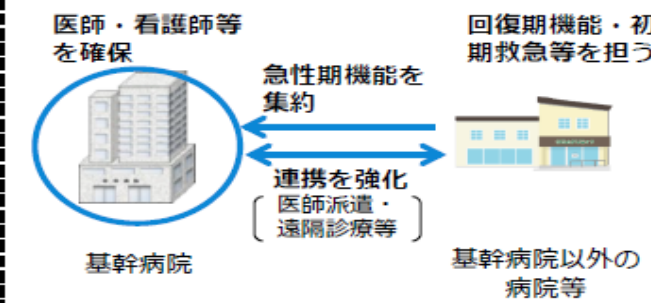 医師・看護師等
を確保
回復期機能・初
期救急等を担う
急性期機能を
集約
連携を強化
医師派遣・
遠隔診療等
基幹病院
基幹病院以外の
病院等